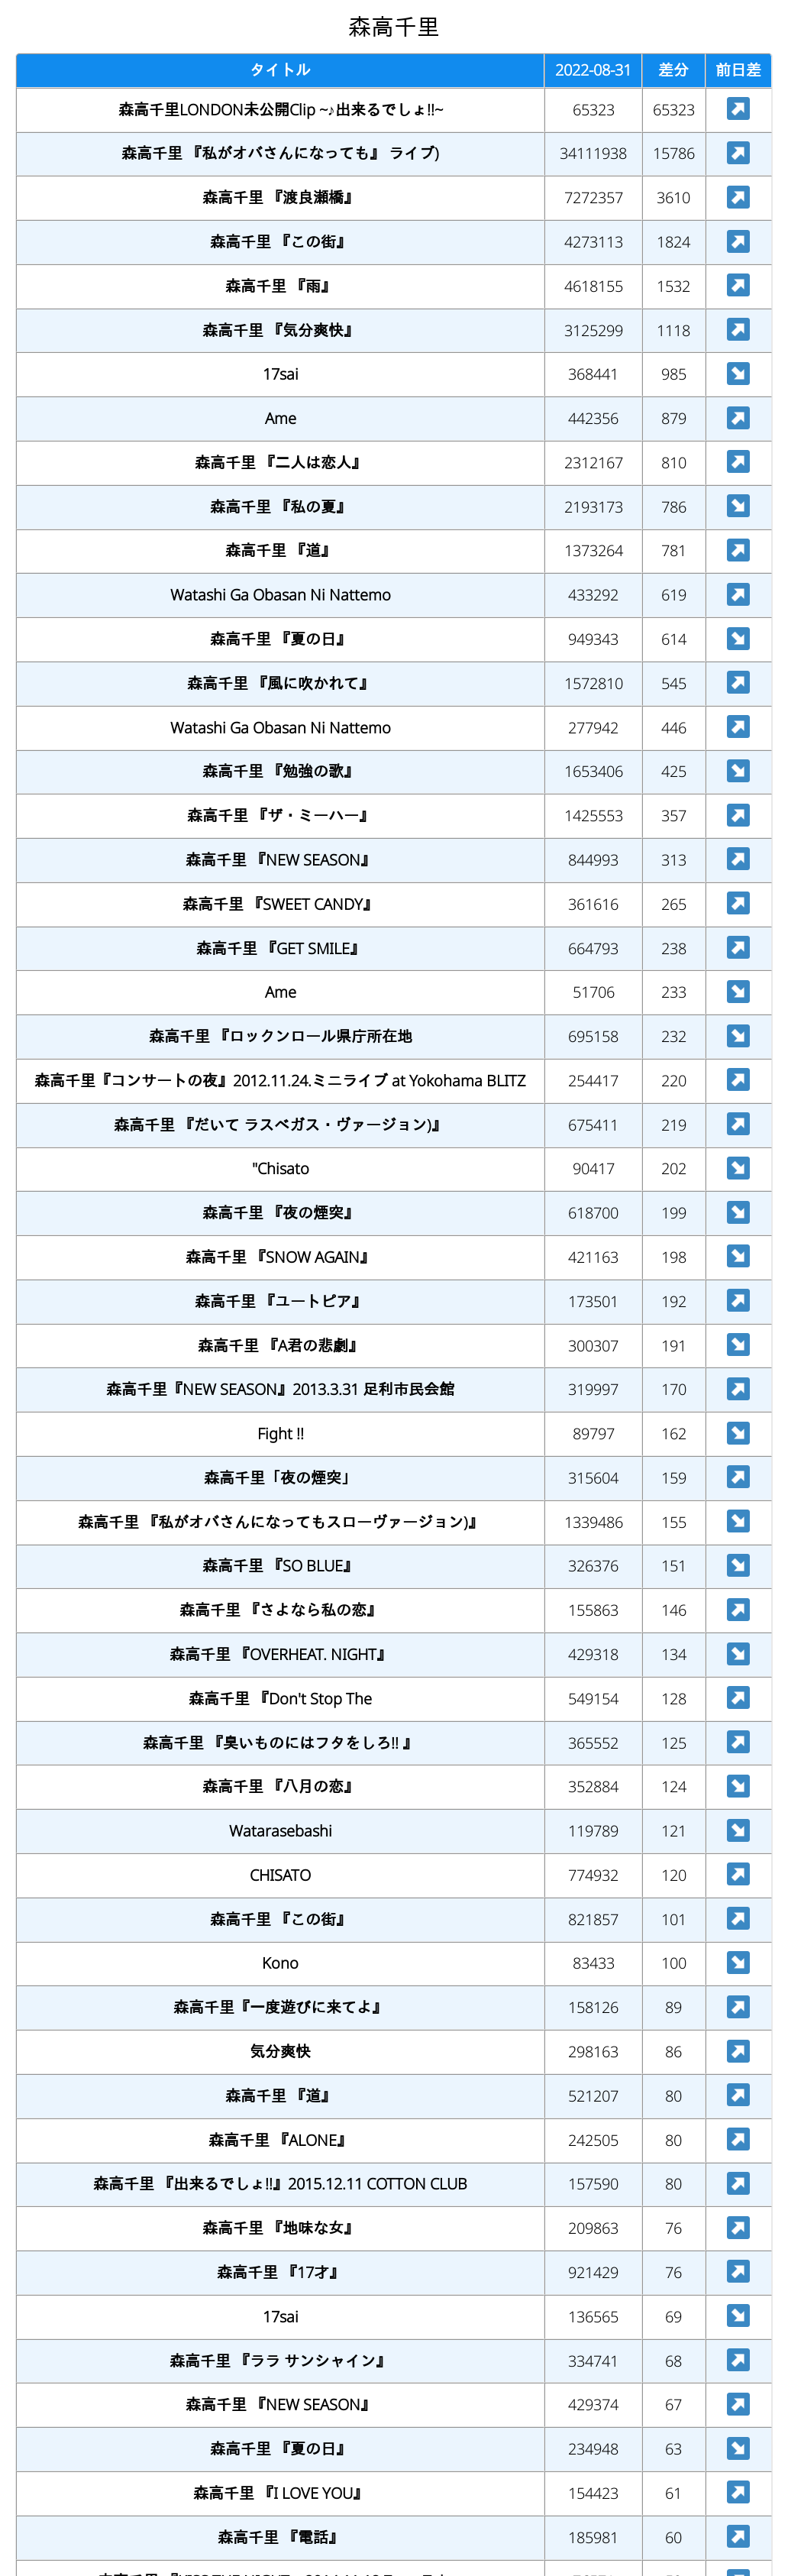 森高千里
タイトル 2022-08-31 差分 前日差
森高千里LONDON未公開Clip ~♪出来るでしょ!!~ 65323 65323
森高千里 『私がオバさんになっても』 ライブ) 34111938 15786
森高千里 『渡良瀬橋』 7272357 3610
森高千里 『この街』 4273113 1824
森高千里 『雨』 4618155 1532
森高千里 『気分爽快』 3125299 1118
17sai 368441 985
Ame 442356 879
森高千里 『二人は恋人』 2312167 810
森高千里 『私の夏』 2193173 786
森高千里 『道』 1373264 781
Watashi Ga Obasan Ni Nattemo 433292 619
森高千里 『夏の日』 949343 614
森高千里 『風に吹かれて』 1572810 545
Watashi Ga Obasan Ni Nattemo 277942 446
森高千里 『勉強の歌』 1653406 425
森高千里 『ザ・ミーハー』 1425553 357
森高千里 『NEW SEASON』 844993 313
森高千里 『SWEET CANDY』 361616 265
森高千里 『GET SMILE』 664793 238
Ame 51706 233
森高千里 『ロックンロール県庁所在地 695158 232
森高千里『コンサートの夜』2012.11.24.ミニライブ at Yokohama BLITZ 254417 220
森高千里 『だいて ラスベガス・ヴァージョン)』 675411 219
"Chisato 90417 202
森高千里 『夜の煙突』 618700 199
森高千里 『SNOW AGAIN』 421163 198
森高千里 『ユートピア』 173501 192
森高千里 『A君の悲劇』 300307 191
森高千里『NEW SEASON』2013.3.31 足利市民会館 319997 170
Fight !! 89797 162
森高千里「夜の煙突」 315604 159
森高千里 『私がオバさんになってもスローヴァージョン)』 1339486 155
森高千里 『SO BLUE』 326376 151
森高千里 『さよなら私の恋』 155863 146
森高千里 『OVERHEAT. NIGHT』 429318 134
森高千里 『Don't Stop The 549154 128
森高千里 『臭いものにはフタをしろ!! 』 365552 125
森高千里 『八月の恋』 352884 124
Watarasebashi 119789 121
CHISATO 774932 120
森高千里 『この街』 821857 101
Kono 83433 100
森高千里『一度遊びに来てよ』 158126 89
気分爽快 298163 86
森高千里 『道』 521207 80
森高千里 『ALONE』 242505 80
森高千里 『出来るでしょ!!』2015.12.11 COTTON CLUB 157590 80
森高千里 『地味な女』 209863 76
森高千里 『17才』 921429 76
17sai 136565 69
森高千里 『ララ サンシャイン』 334741 68
森高千里 『NEW SEASON』 429374 67
森高千里 『夏の日』 234948 63
森高千里 『I LOVE YOU』 154423 61
森高千里 『電話』 185981 60